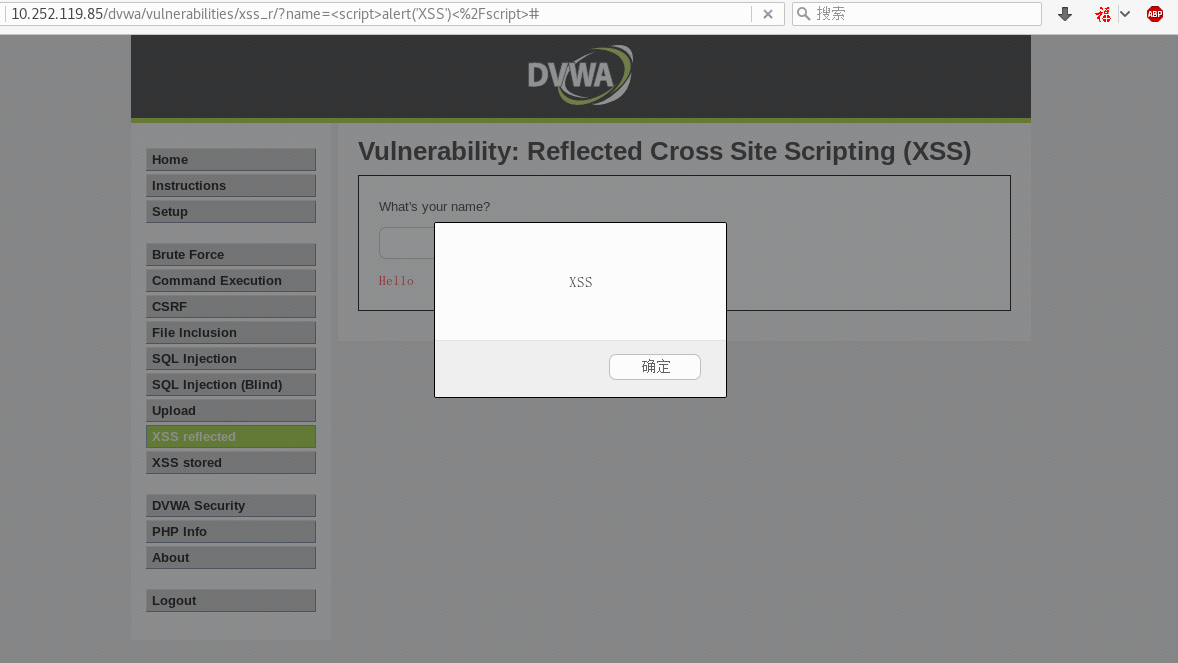 10.252.119.85/dvwa/vulnerabilities/xss_r/?name=<script>alert('XSS')<%2Fscript>#
搜索
ABP
DVWA
Home
Instructions
Setup
Brute Force
Command Execution
CSRF
File Inclusion
SQL Injection
SQL Injection (Blind)
Upload
XSS reflected
XSS stored
DVWA Security
PHP Info
About
Logout
Vulnerability: Reflected Cross Site Scripting (XSS)
What's your name?
Hello
XSS
确定